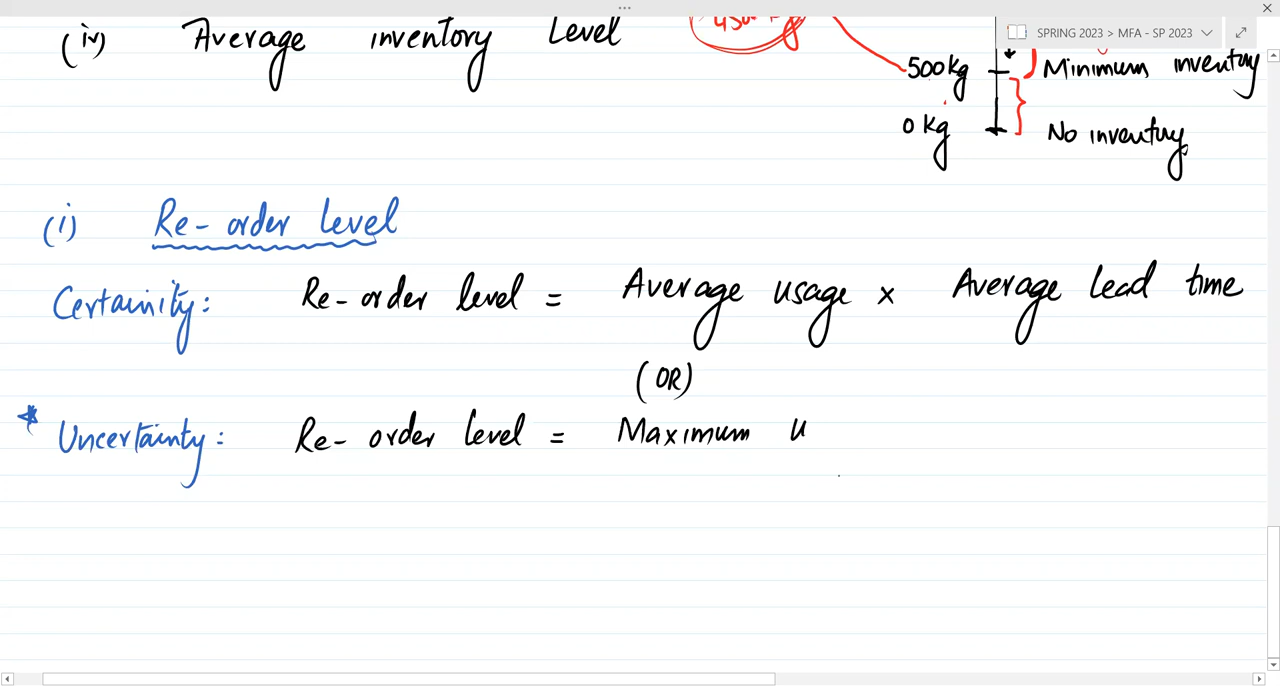 SPRING 2023 > MFA - SP 2023
(iv) Average inventory Level
500kg Minimum inventory
0 kg No inventory
(i) Re-order level
Certainity: Re-order level = Average usage x Average lead time
(OR)
* Uncertainty: Re-order level = Maximum u